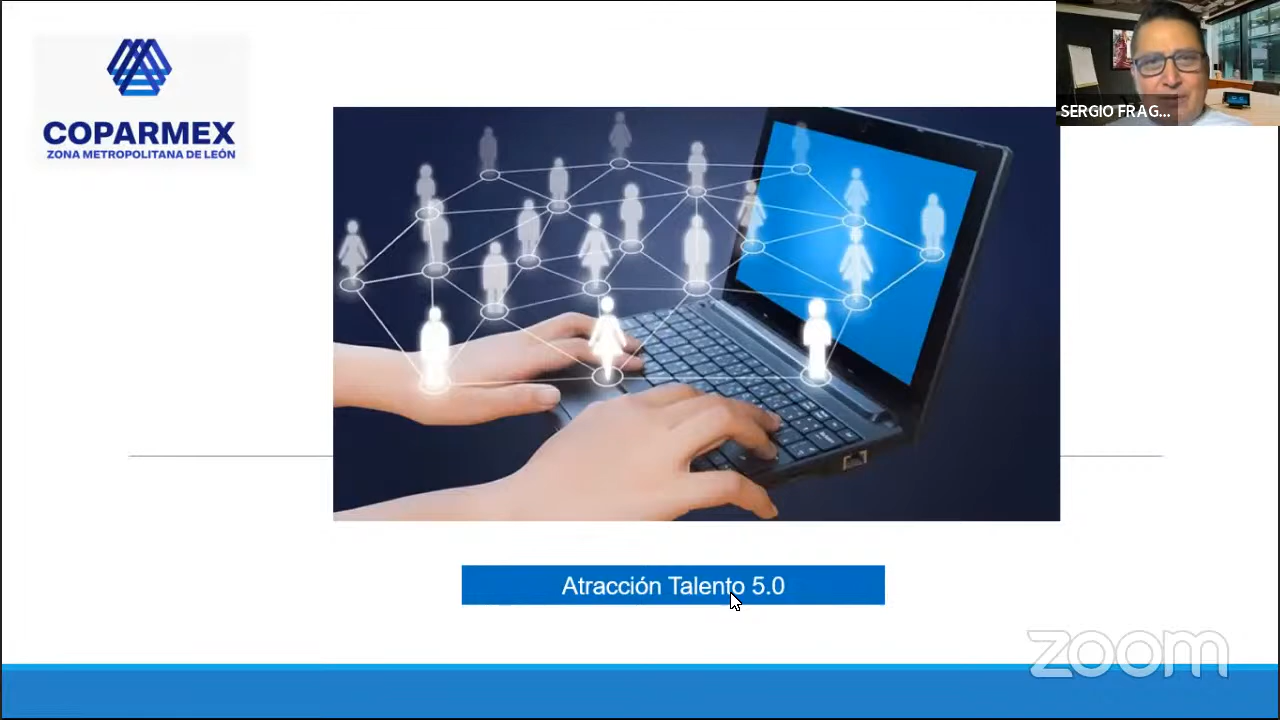 COPARMEX
ZONA METROPOLITANA DE LEÓN
SERGIO FRAG...
Atracción Talento 5.0
zoom